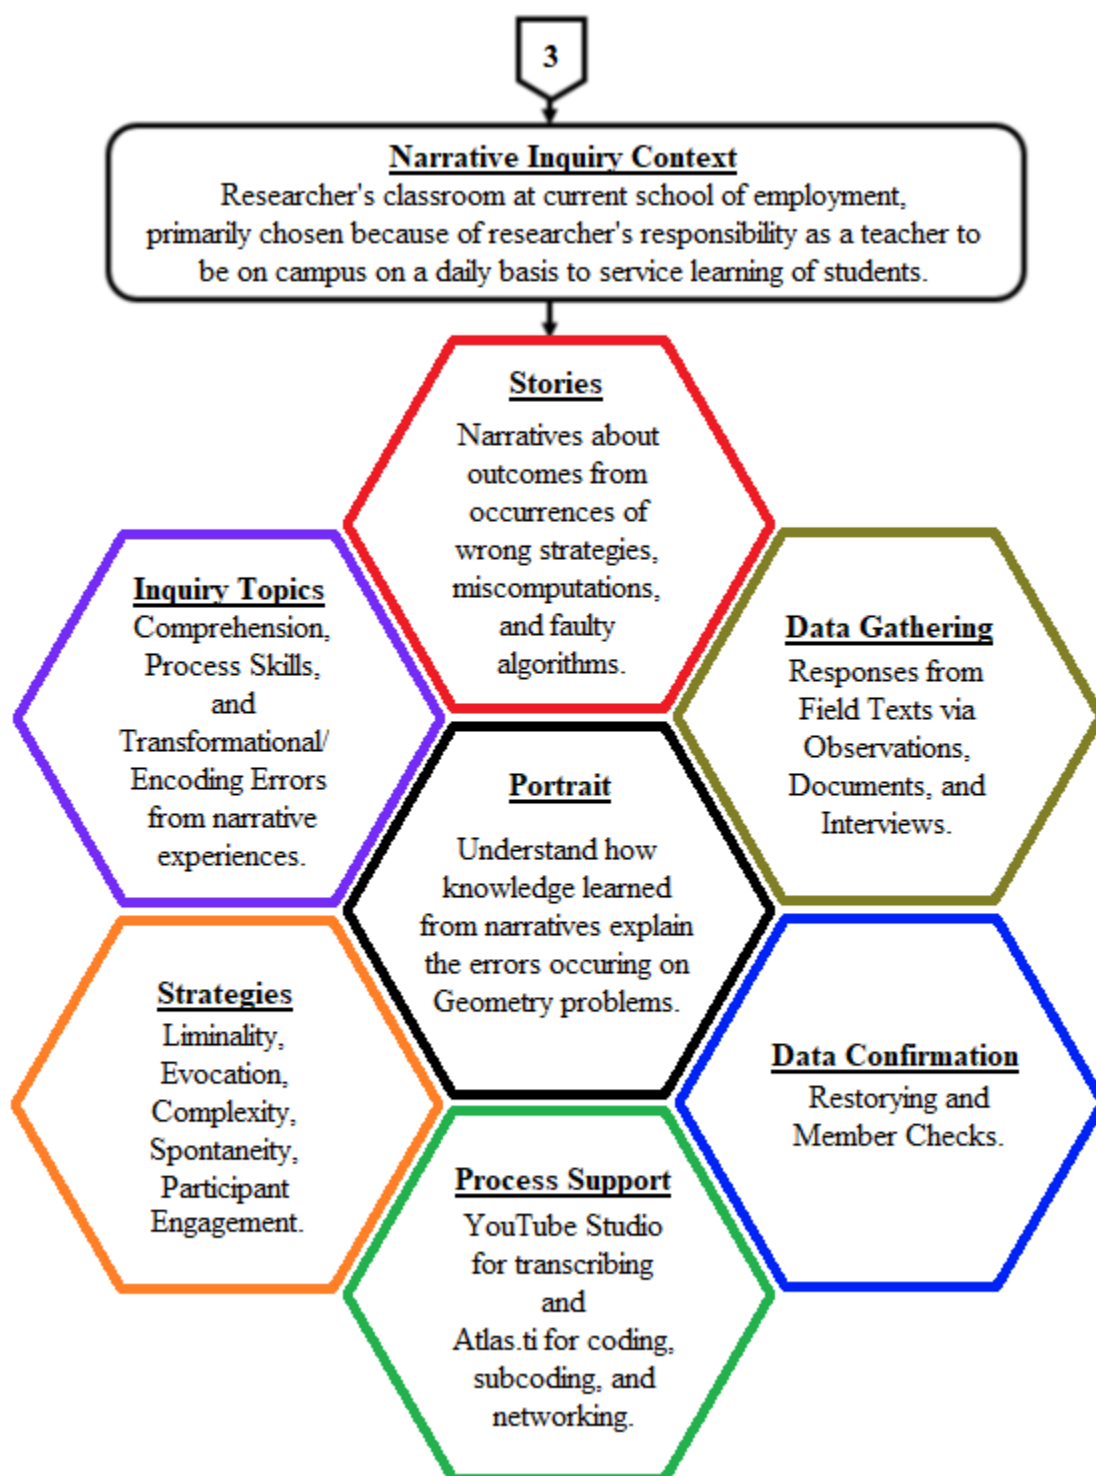 3
Narrative Inquiry Context
Researcher's classroom at current school of employment,
primarily chosen because of researcher's responsibility as a teacher to
be on campus on a daily basis to service learning of students.
Stories
Narratives about
outcomes from
occurrences of
wrong strategies,
miscomputations,
and faulty
algorithms.
Inquiry Topics
Comprehension,
Process Skills,
and
Transformational/
Encoding Errors
from narrative
experiences.
Data Gathering
Responses from
Field Texts via
Observations,
Documents, and
Interviews.
Portrait
Understand how
knowledge learned
from narratives explain
the errors occuring on
Geometry problems.
Strategies
Liminality,
Evocation,
Complexity,
Spontaneity,
Participant
Engagement.
Data Confirmation
Restorying and
Member Checks.
Process Support
YouTube Studio
for transcribing
and
Atlas.ti for coding,
subcoding, and
networking.